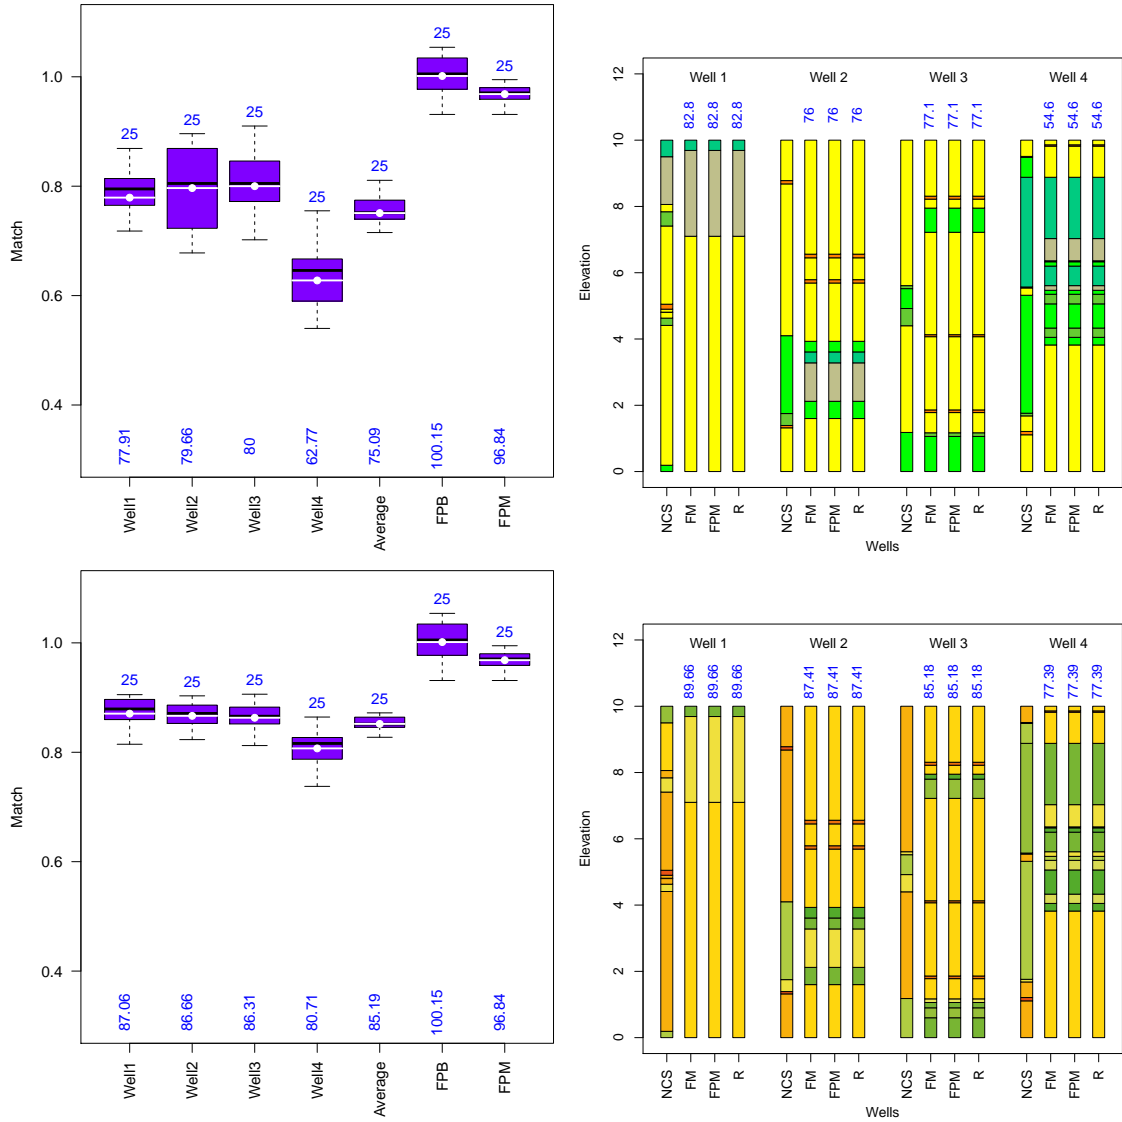 Match
1.0
0.8
0.6
0.4
25 25 25 25 25 25 25
77.91 79.66 80 62.77 75.09 100.15 96.84
Well1 Well2 Well3 Well4 Average FPB FPM
Elevation
12
10
8
6
4
2
0
Well 1 Well 2 Well 3 Well 4
82.8 82.8 82.8 76 76 76 77.1 77.1 77.1 54.6 54.6 54.6
NCS FM FPM R NCS FM FPM R NCS FM FPM R NCS FM FPM R
Wells
Match
1.0
0.8
0.6
0.4
25 25 25 25 25 25 25
87.06 86.66 86.31 80.71 85.19 100.15 96.84
Well1 Well2 Well3 Well4 Average FPB FPM
Elevation
12
10
8
6
4
2
0
Well 1 Well 2 Well 3 Well 4
89.66 89.66 89.66 87.41 87.41 87.41 85.18 85.18 85.18 77.39 77.39 77.39
NCS FM FPM R NCS FM FPM R NCS FM FPM R NCS FM FPM R
Wells